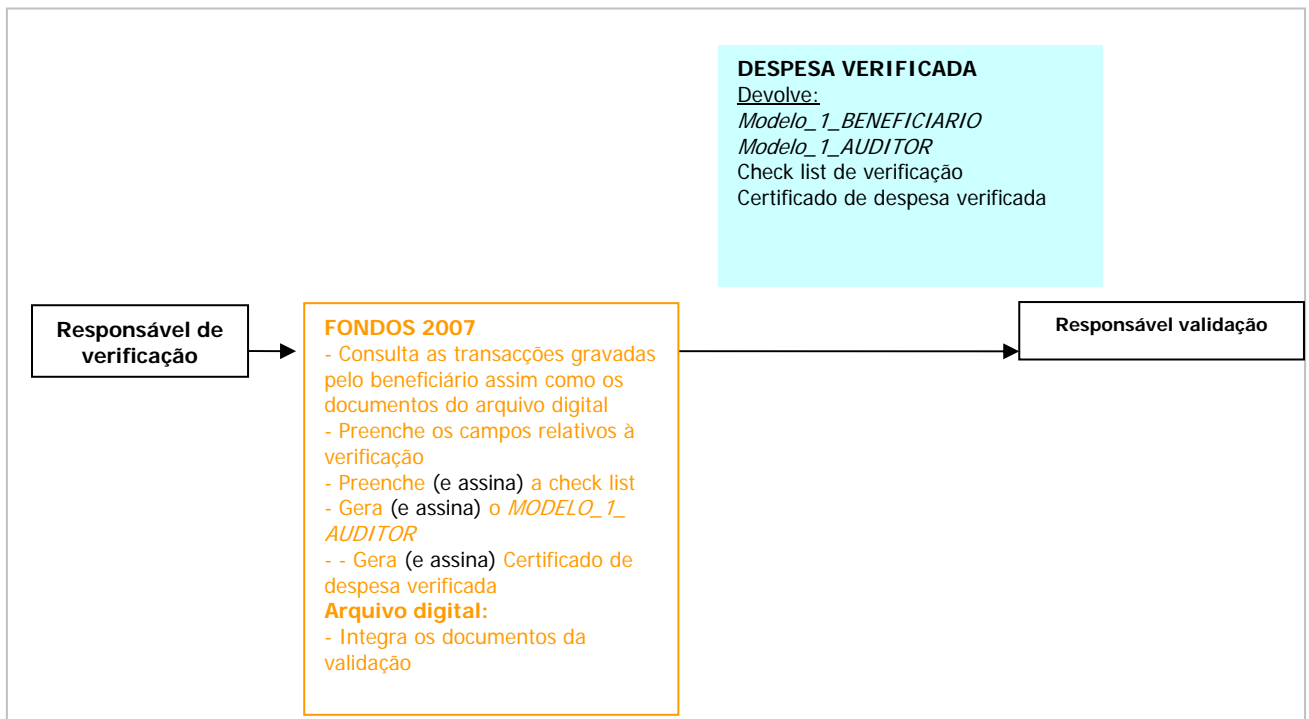 DESPESA VERIFICADA
Devolve:
Modelo_1_BENEFICIARIO
Modelo_1_AUDITOR
Check list de verificação
Certificado de despesa verificada
Responsável de
verificação
FONDOS 2007
- Consulta as transacções gravadas
pelo beneficiário assim como os
documentos do arquivo digital
- Preenche os campos relativos à
verificação
- Preenche (e assina) a check list
- Gera (e assina) o MODELO_1_
AUDITOR
- - Gera (e assina) Certificado de
despesa verificada
Arquivo digital:
- Integra os documentos da
validação
Responsável validação